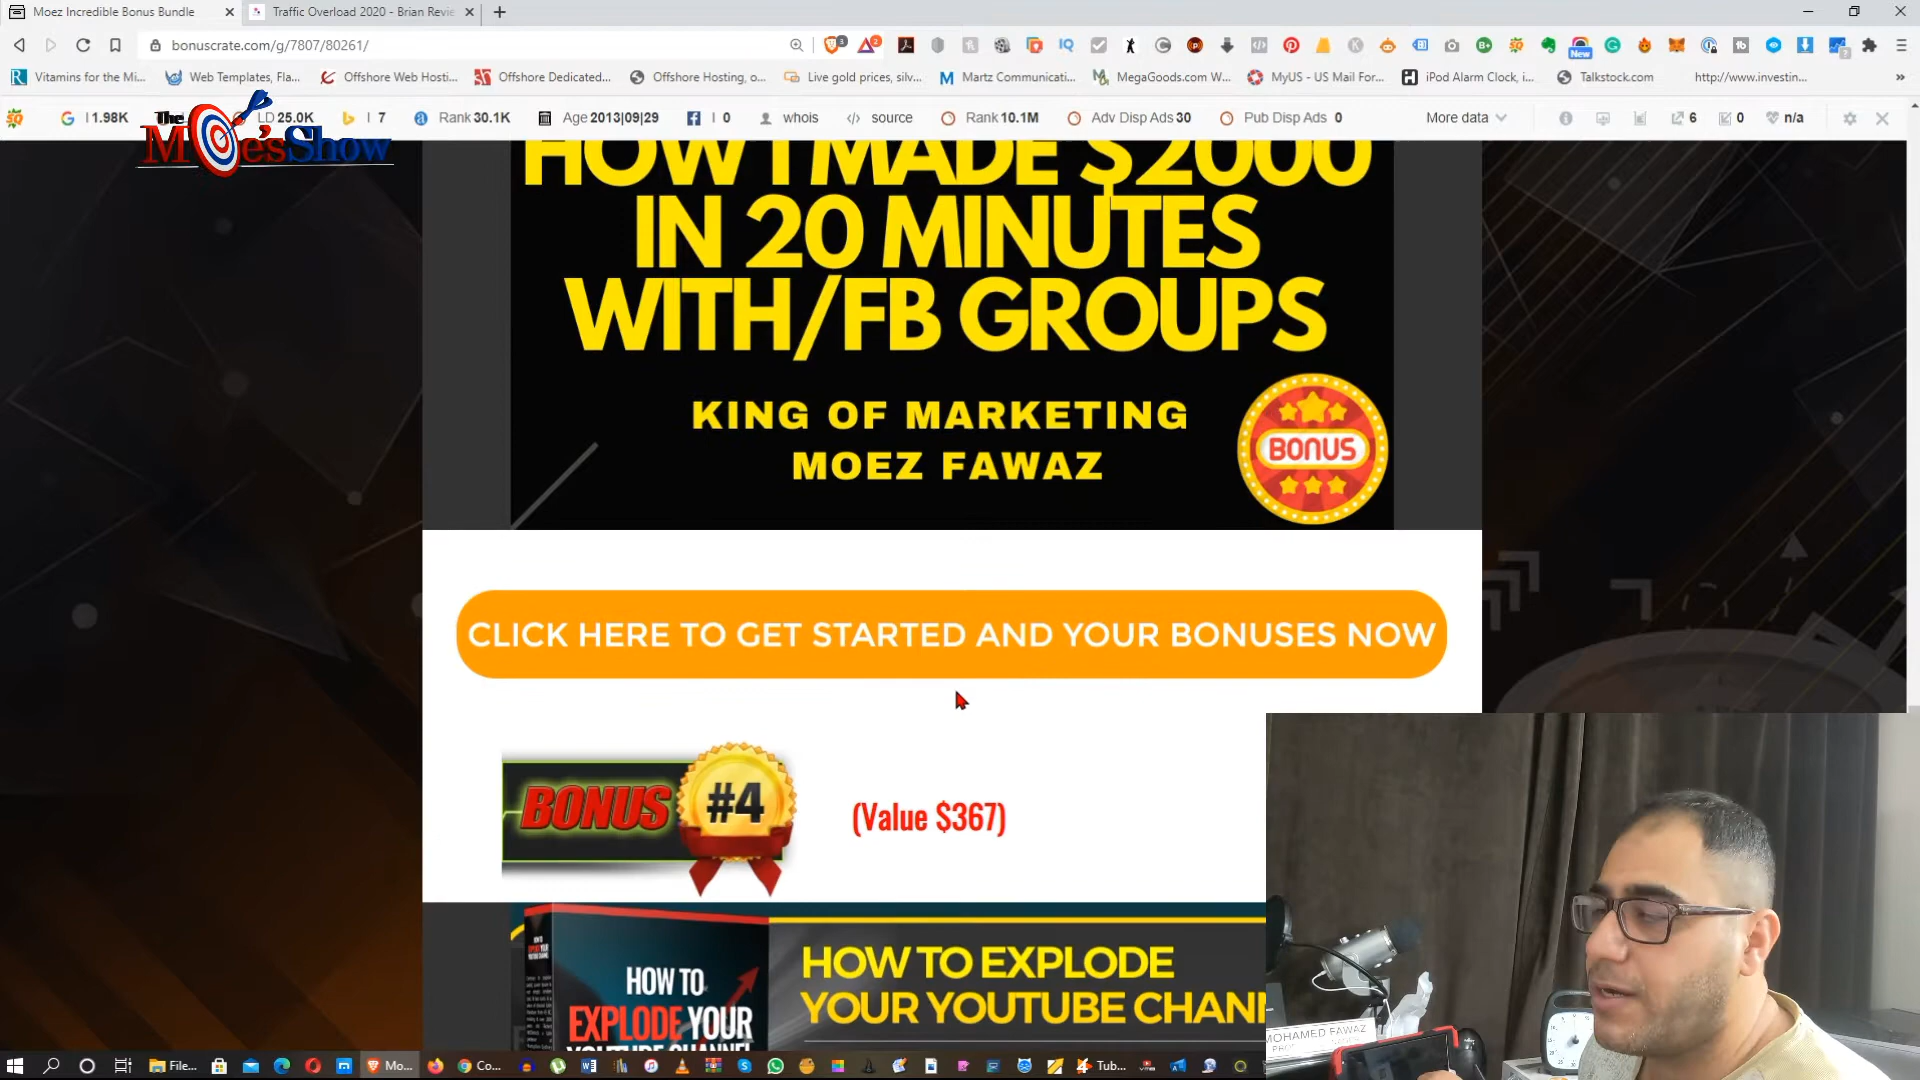 Moez Incredible Bonus Bundle
Traffic Overload 2020 - Brian Revie
bonuscrate.com/g/7807/80261/
Vitamins for the Mi...
Web Templates, Fla...
Offshore Web Hosti...
Offshore Dedicated...
Offshore Hosting, o...
Live gold prices, silv...
Martz Communicati...
MegaGoods.com W...
MyUS - US Mail For...
iPod Alarm Clock, i...
Talkstock.com
http://www.investin...
I 1.98K
LD 25.0K
I 7
Rank 30.1K
Age 2013|09|29
I 0
whois
source
Rank 10.1M
Adv Disp Ads 30
Pub Disp Ads 0
More data
6
0
n/a
The
Moe'sShow
HOW I MADE $2000
IN 20 MINUTES
WITH/FB GROUPS
KING OF MARKETING
MOEZ FAWAZ
BONUS
CLICK HERE TO GET STARTED AND YOUR BONUSES NOW
BONUS #4
(Value $367)
HOW TO
EXPLODE YOUR
HOW TO EXPLODE
YOUR YOUTUBE CHAN
MOHAMED FAWAZ
File...
Mo...
Co...
Tub...